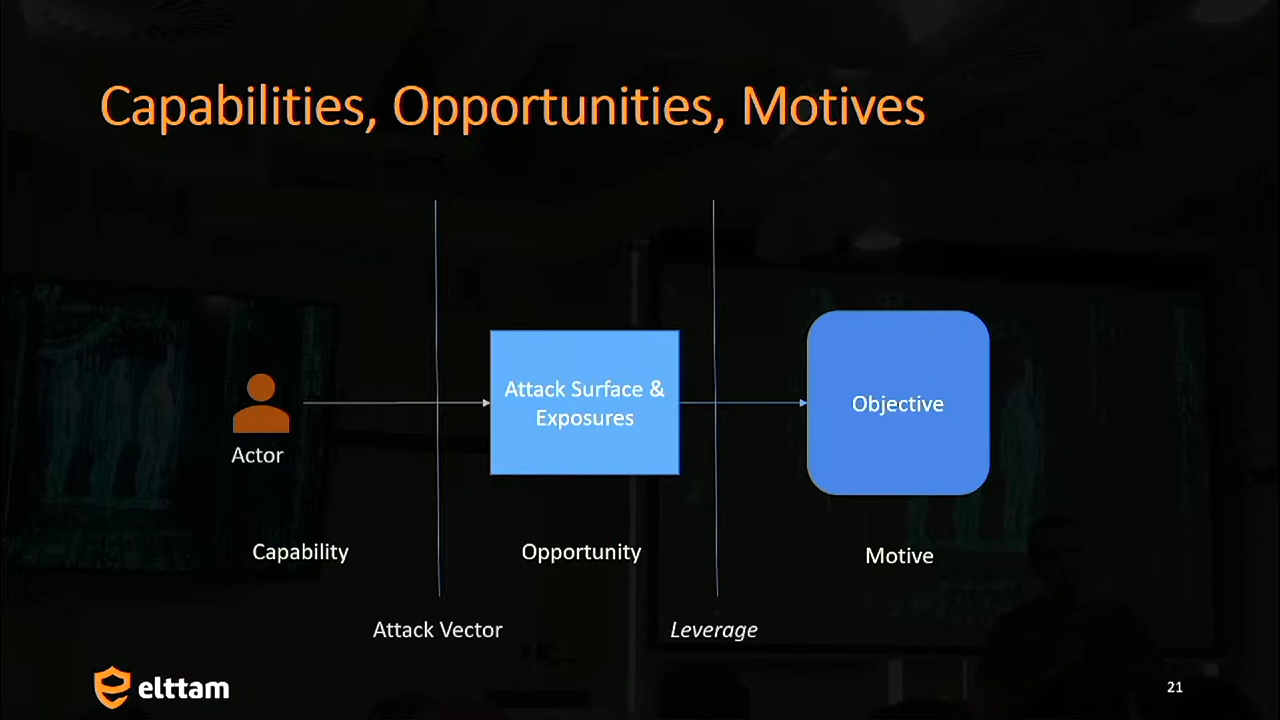 Capabilities, Opportunities, Motives
Attack Surface &
Exposures
Objective
Actor
Capability
Opportunity
Motive
Attack Vector
Leverage
elttam
21